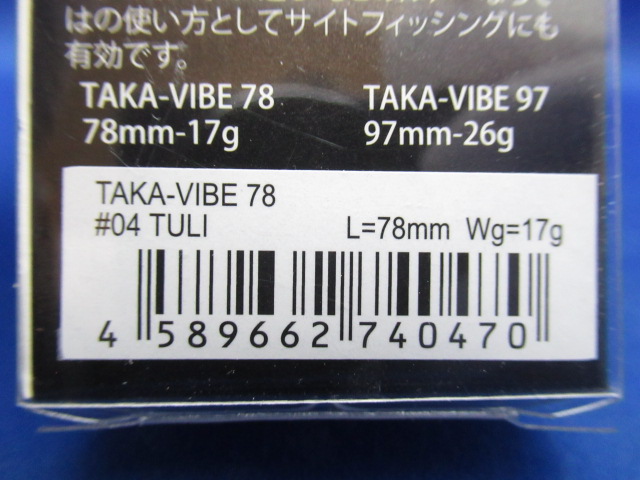 はの使い方としてサイトフィッシングにも
有効です。
TAKA-VIBE 78 TAKA-VIBE 97
78mm-17g 97mm-26g
TAKA-VIBE 78
#04 TULI L=78mm Wg=17g
4 589662 740470